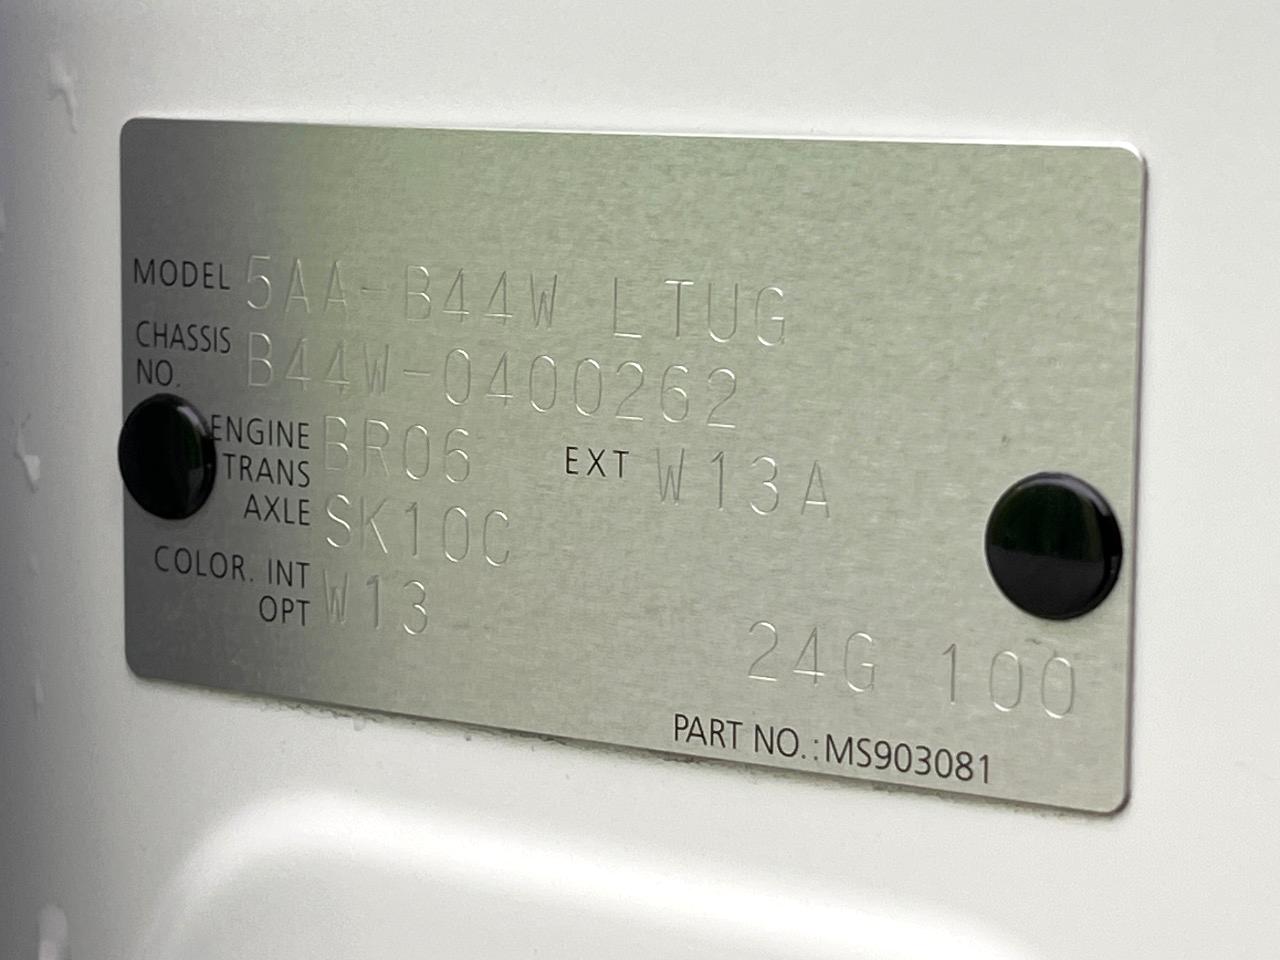 MODEL 5AA-B44W LTUG
CHASSIS NO. B44W-0400262
ENGINE BR06 EXT W13A
TRANS AXLE SK10C
COLOR. INT OPT W13
24G 100
PART NO.: MS903081